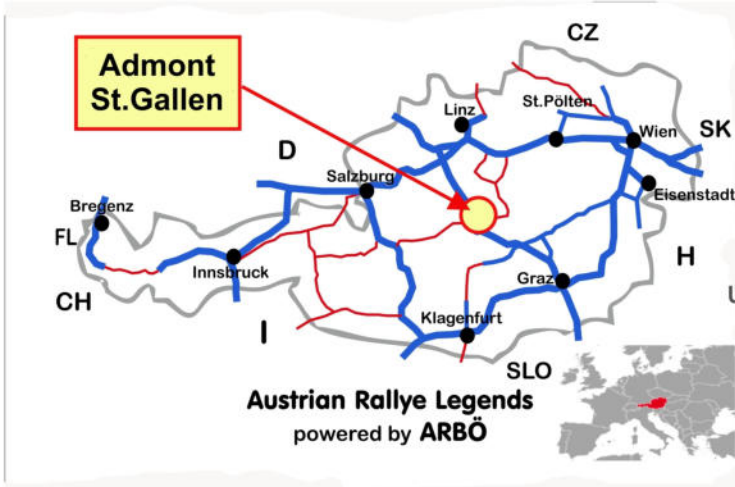 Admont
St.Gallen
CZ
Linz
St.Pölten
Wien
SK
D
Salzburg
Eisenstadt
Bregenz
FL
Innsbruck
H
Graz
CH
Klagenfurt
I
SLO
Austrian Rallye Legends
powered by ARBÖ